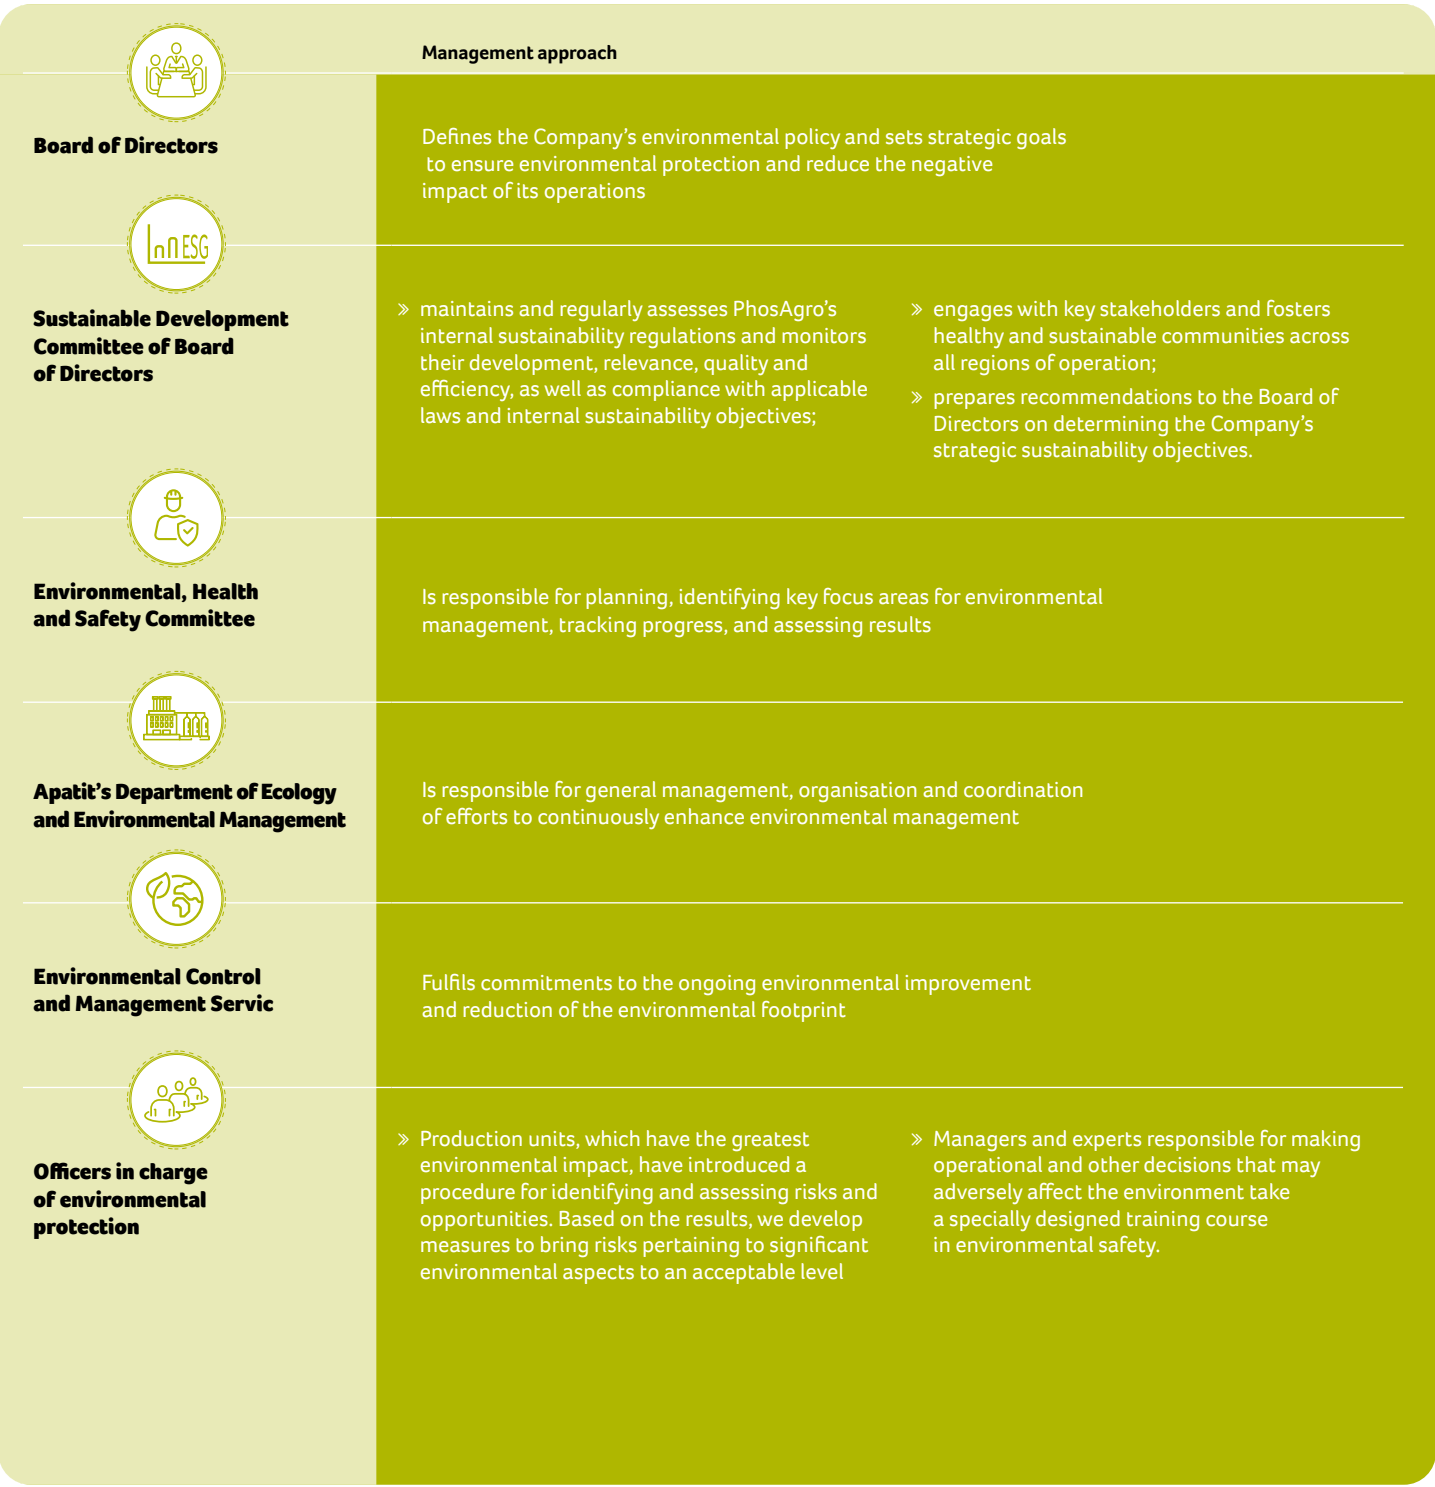 Management approach
Board of Directors
Defines the Company's environmental policy and sets strategic goals
to ensure environmental protection and reduce the negative
impact of its operations
ESG
Sustainable Development
Committee of Board
of Directors
» maintains and regularly assesses PhosAgro's
internal sustainability regulations and monitors
their development, relevance, quality and
efficiency, as well as compliance with applicable
laws and internal sustainability objectives;
» engages with key stakeholders and fosters
healthy and sustainable communities across
all regions of operation;
» prepares recommendations to the Board of
Directors on determining the Company's
strategic sustainability objectives.
Environmental, Health
and Safety Committee
Is responsible for planning, identifying key focus areas for environmental
management, tracking progress, and assessing results
Apatit's Department of Ecology
and Environmental Management
Is responsible for general management, organisation and coordination
of efforts to continuously enhance environmental management
Environmental Control
and Management Servic
Fulfils commitments to the ongoing environmental improvement
and reduction of the environmental footprint
Officers in charge
of environmental
protection
» Production units, which have the greatest
environmental impact, have introduced a
procedure for identifying and assessing risks and
opportunities. Based on the results, we develop
measures to bring risks pertaining to significant
environmental aspects to an acceptable level
» Managers and experts responsible for making
operational and other decisions that may
adversely affect the environment take
a specially designed training course
in environmental safety.